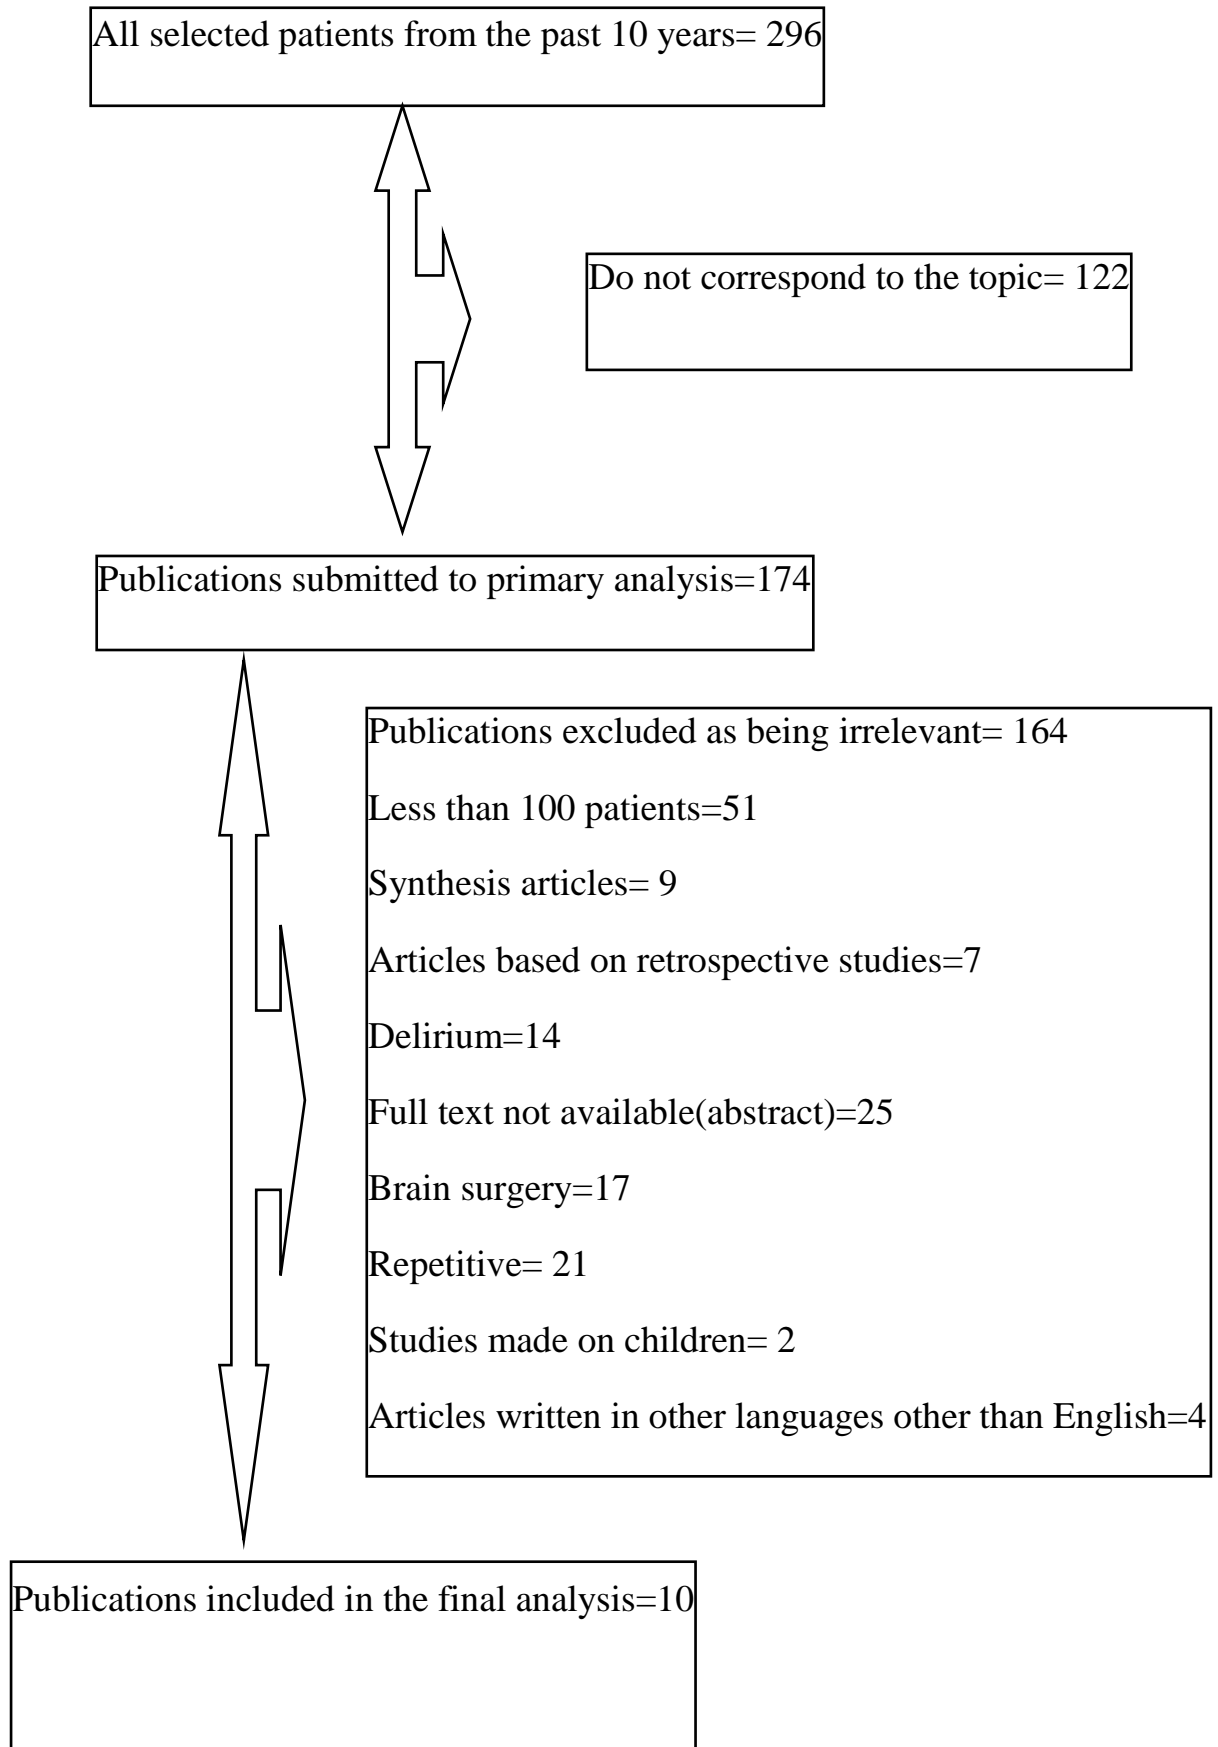 All selected patients from the past 10 years= 296
Do not correspond to the topic= 122
Publications submitted to primary analysis=174
Publications excluded as being irrelevant= 164
Less than 100 patients=51
Synthesis articles= 9
Articles based on retrospective studies=7
Delirium=14
Full text not available(abstract)=25
Brain surgery=17
Repetitive= 21
Studies made on children= 2
Articles written in other languages other than English=4
Publications included in the final analysis=10